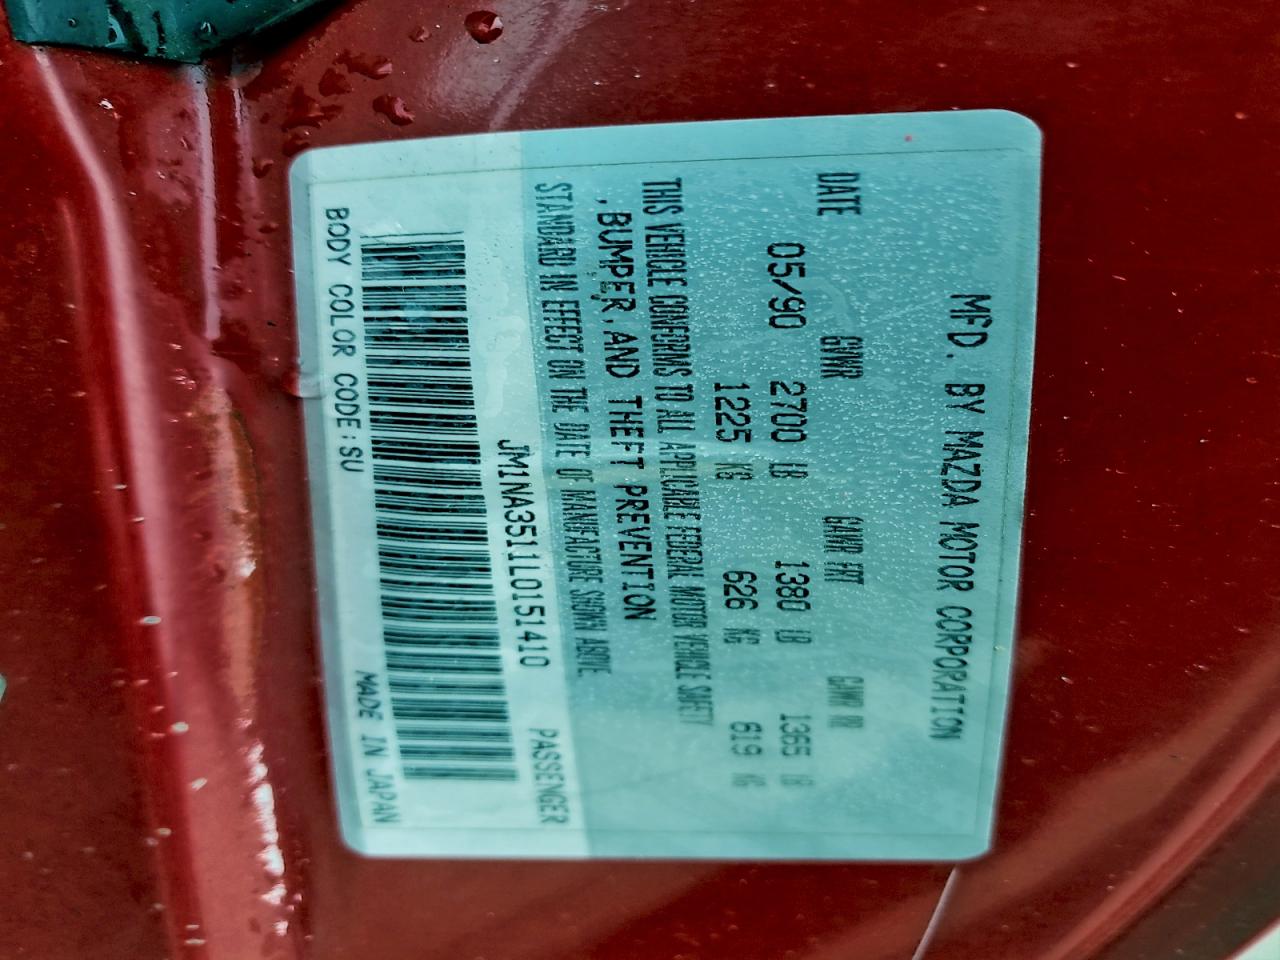 MFD. BY MAZDA MOTOR CORPORATION
DATE GVWR GAWR FRT GAWR RR
05/90 2700 LB 1380 LB 1365 LB
1225 KG 626 KG 619 KG
THIS VEHICLE CONFORMS TO ALL APPLICABLE FEDERAL MOTOR VEHICLE SAFETY
, BUMPER, AND THEFT PREVENTION
STANDARD IN EFFECT ON THE DATE OF MANUFACTURE SHOWN ABOVE.
JM1NA3511L0151410 PASSENGER
BODY COLOR CODE:SU MADE IN JAPAN